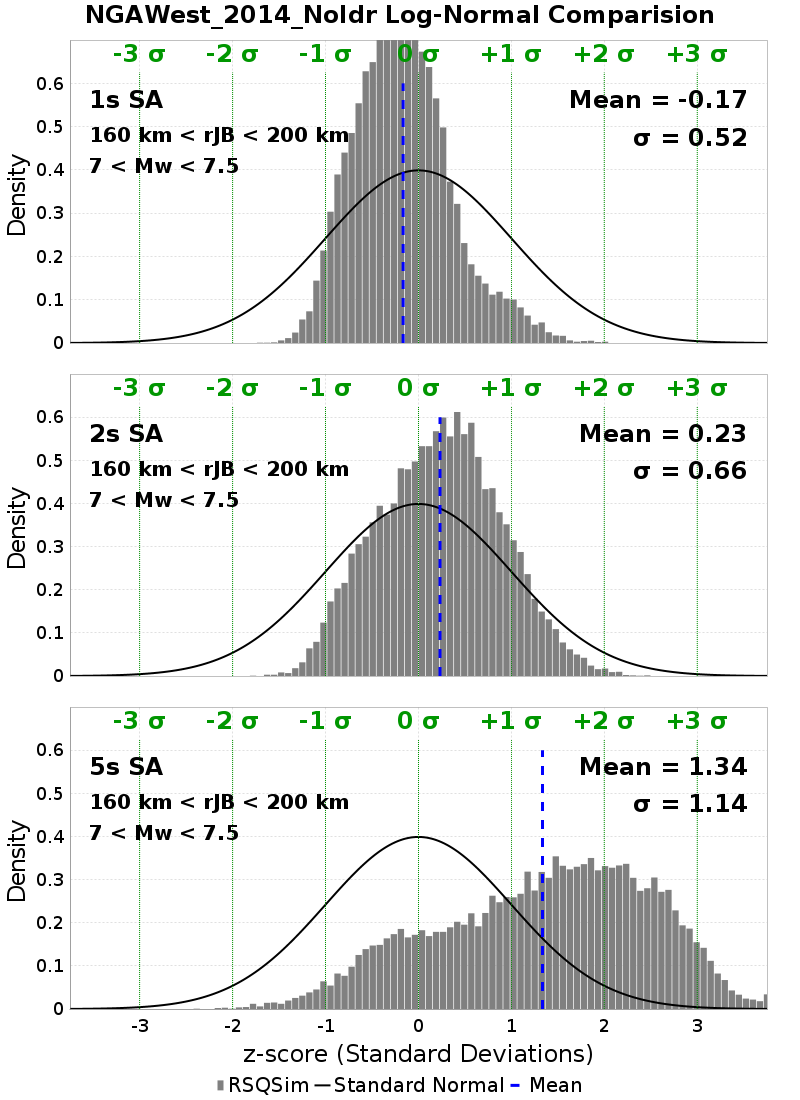 NGAWest_2014_NoIdr Log-Normal Comparision
-3 σ -2 σ -1 σ 0 σ +1 σ +2 σ +3 σ
0.6
1s SA Mean = -0.17
0.5
160 km < rJB < 200 km σ = 0.52
7 < Mw < 7.5
0.4
0.3
0.2
0.1
0
Density
-3 σ -2 σ -1 σ 0 σ +1 σ +2 σ +3 σ
0.6
2s SA Mean = 0.23
0.5
160 km < rJB < 200 km σ = 0.66
7 < Mw < 7.5
0.4
0.3
0.2
0.1
0
Density
-3 σ -2 σ -1 σ 0 σ +1 σ +2 σ +3 σ
0.6
5s SA Mean = 1.34
0.5
160 km < rJB < 200 km σ = 1.14
7 < Mw < 7.5
0.4
0.3
0.2
0.1
0
Density
-3 -2 -1 0 1 2 3
z-score (Standard Deviations)
RSQSim Standard Normal Mean